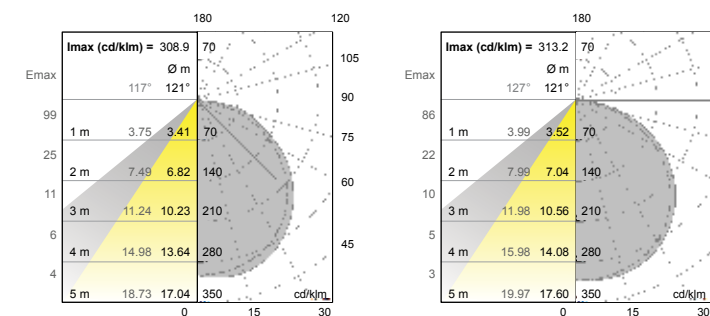 180 120
Imax (cd/klm) = 308.9 70
105
Ø m
Emax
117° 121°
90
99
1 m 3.75 3.41 70
75
25
2 m 7.49 6.82 140
60
11
3 m 11.24 10.23 210
6
45
4 m 14.98 13.64 280
4
5 m 18.73 17.04 350 cd/klm
0 15 30
180
Imax (cd/klm) = 313.2 70
Ø m
Emax
127° 121°
86
1 m 3.99 3.52 70
22
2 m 7.99 7.04 140
10
3 m 11.98 10.56 210
5
4 m 15.98 14.08 280
3
5 m 19.97 17.60 350 cd/klm
0 15 30